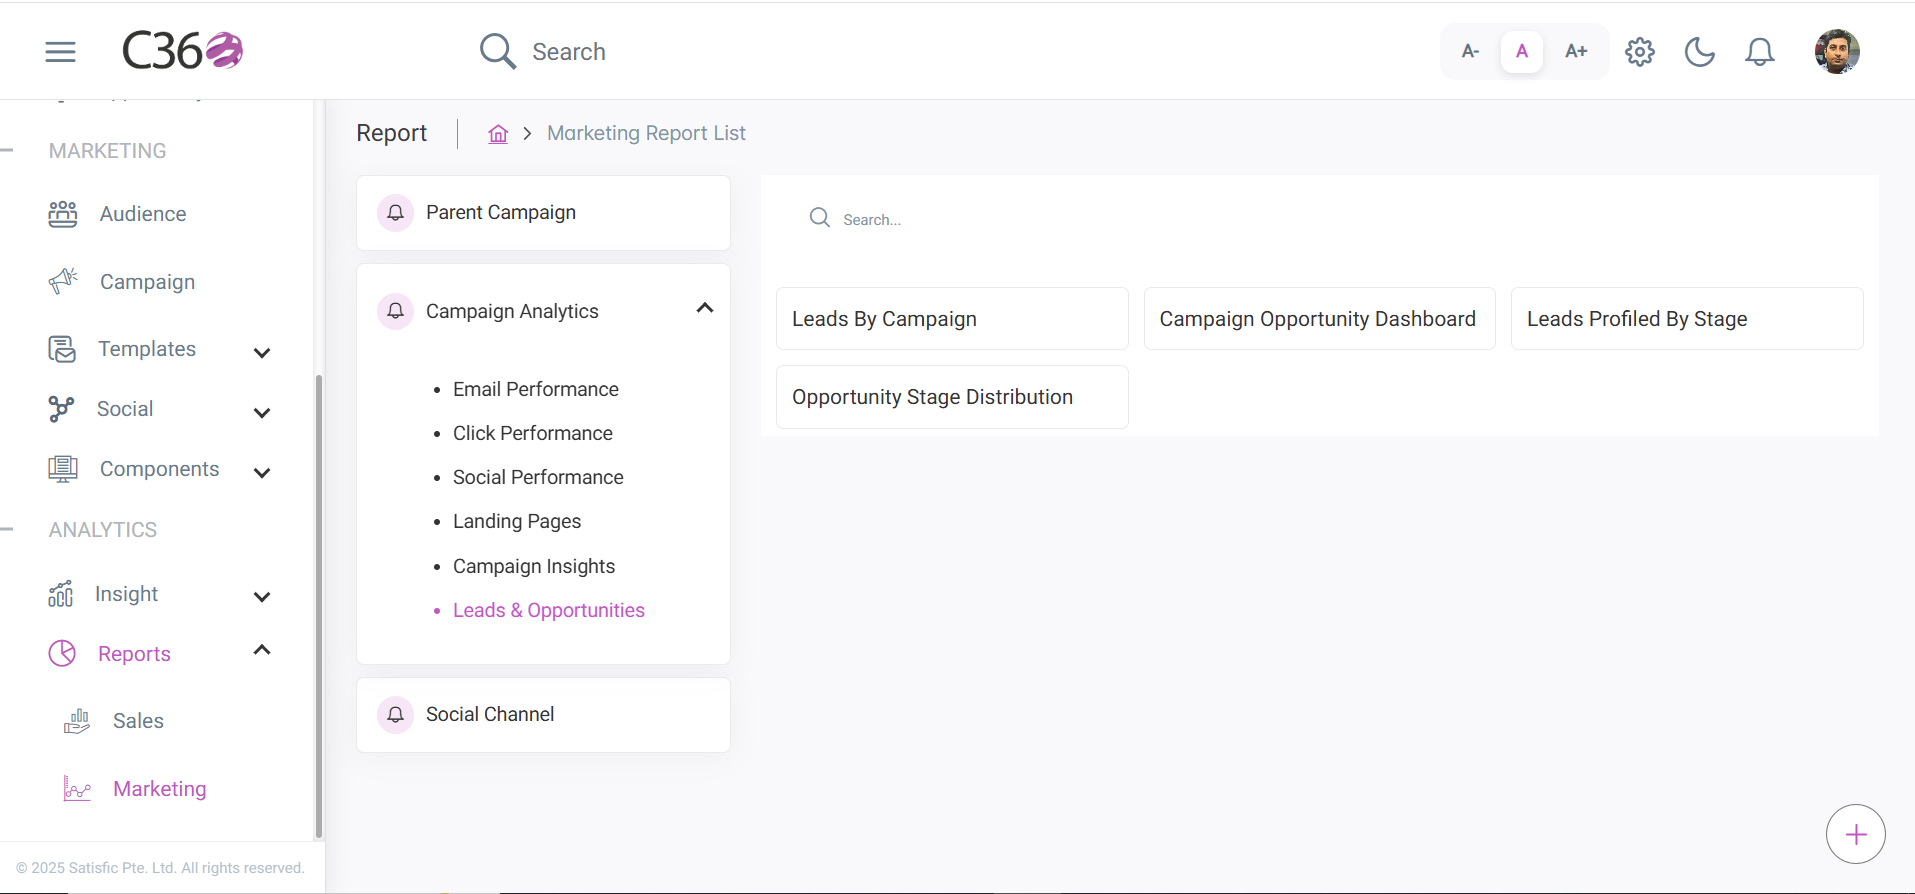 C360
Search
A-
A
A+
MARKETING
Audience
Campaign
Templates
Social
Components
ANALYTICS
Insight
Reports
Sales
Marketing
© 2025 Satisfic Pte. Ltd. All rights reserved.
Report
Marketing Report List
Parent Campaign
Campaign Analytics
Email Performance
Click Performance
Social Performance
Landing Pages
Campaign Insights
Leads & Opportunities
Social Channel
Search...
Leads By Campaign
Campaign Opportunity Dashboard
Leads Profiled By Stage
Opportunity Stage Distribution